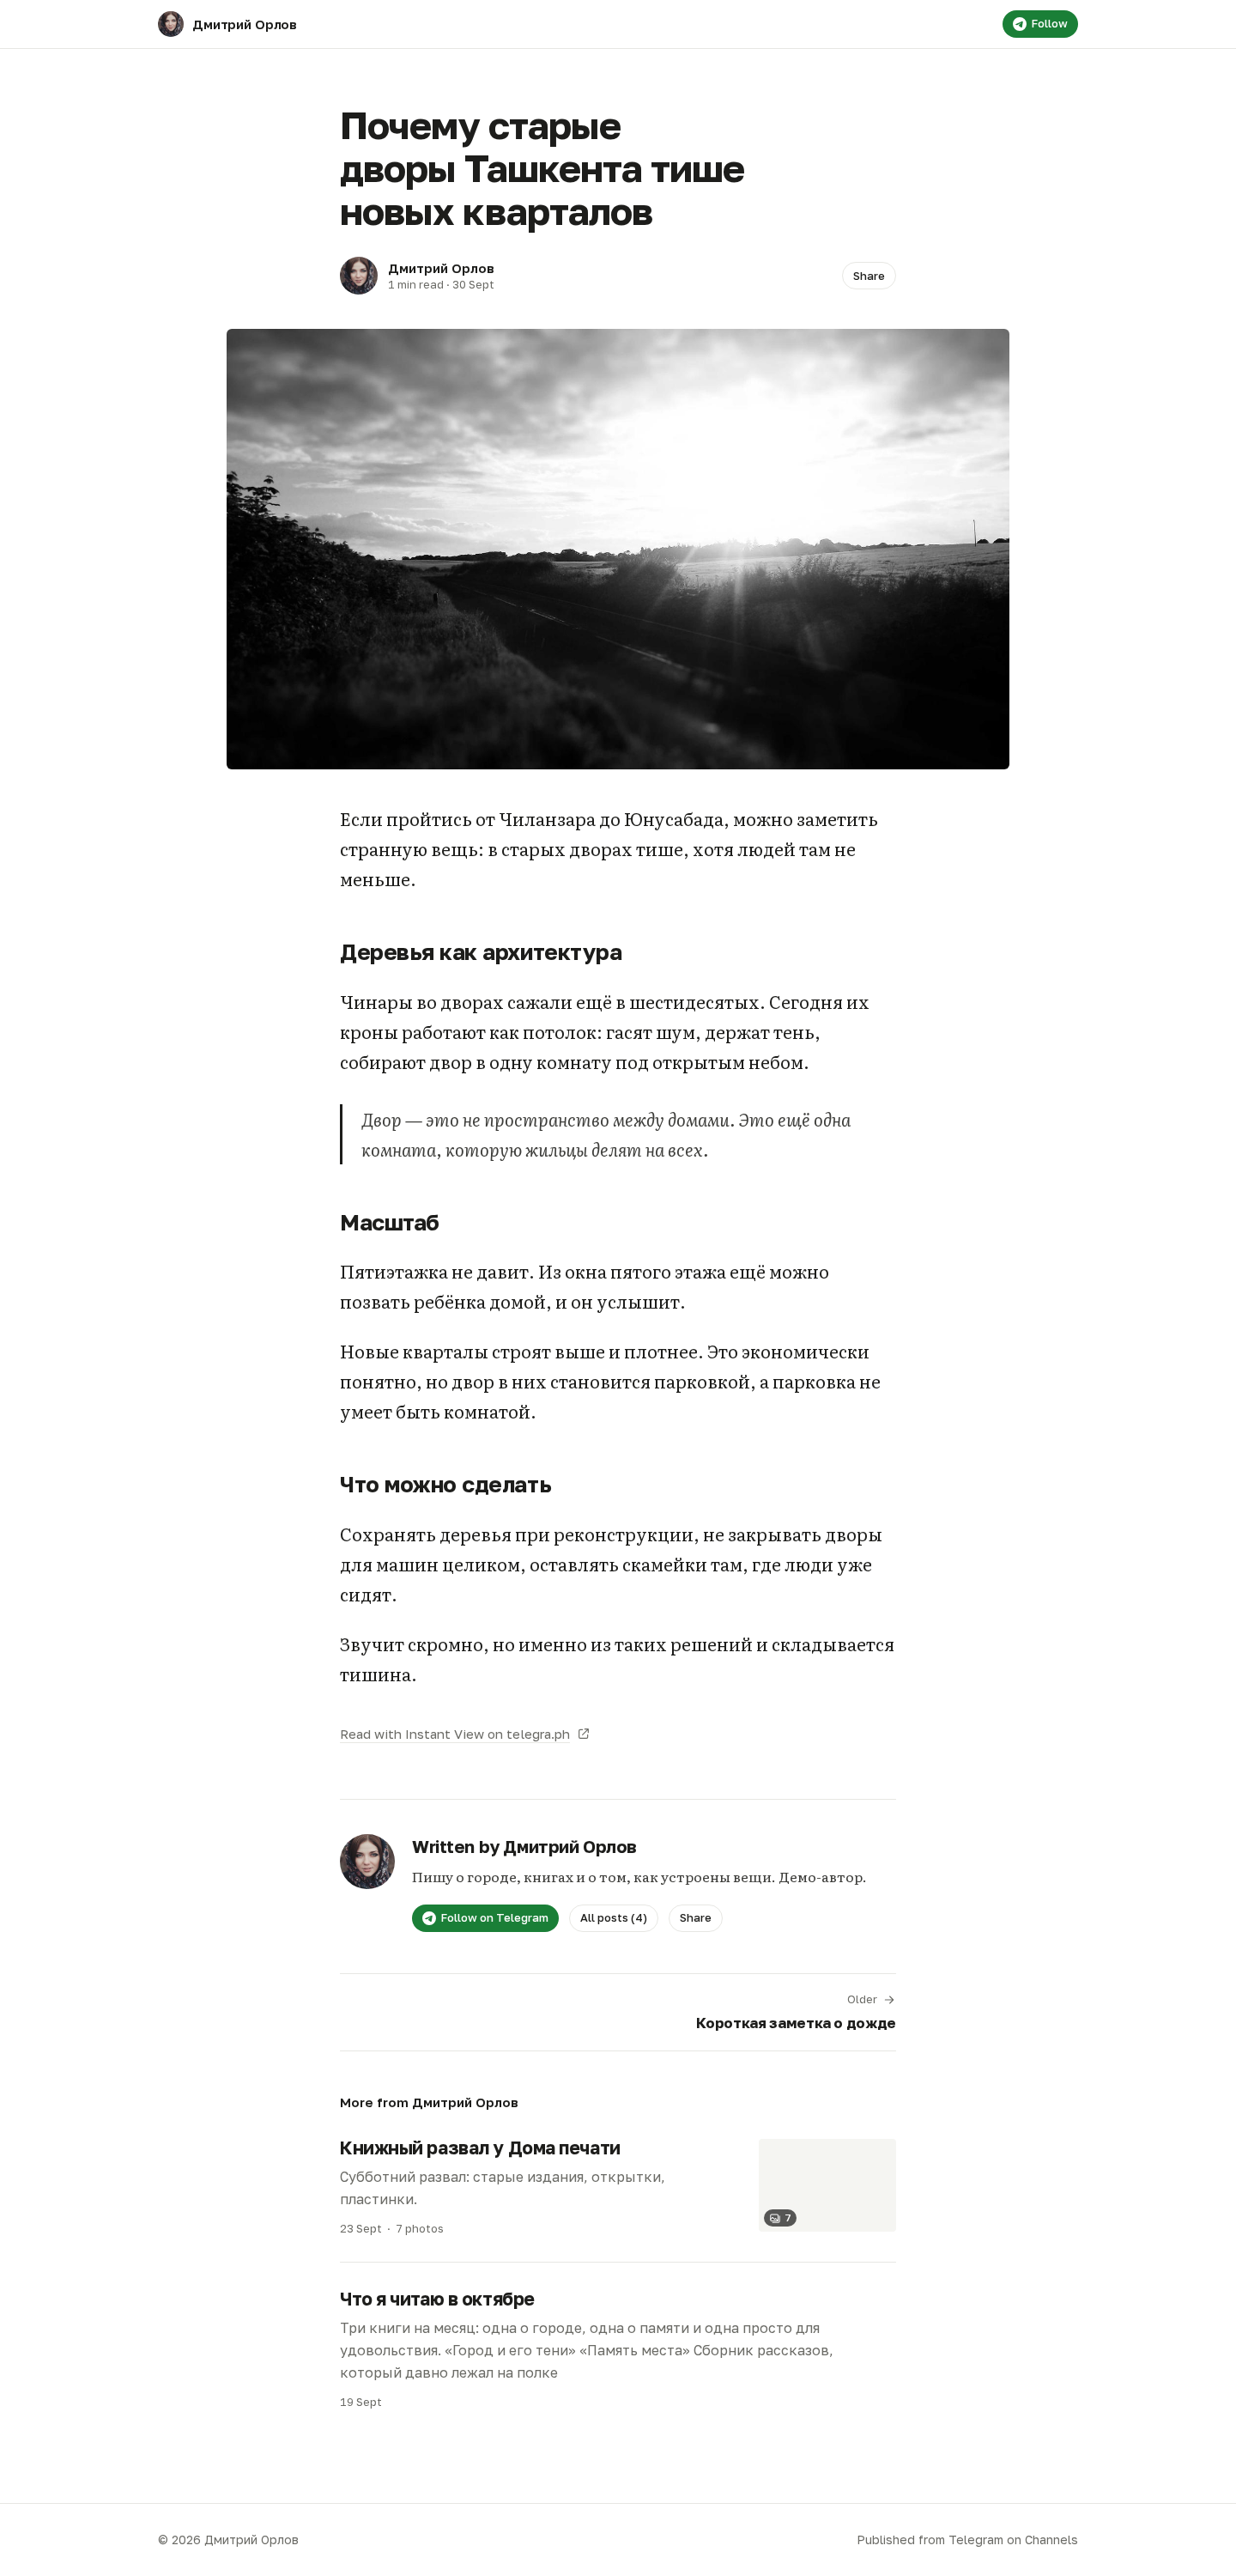 Дмитрий Орлов
Follow
Почему старые
дворы Ташкента тише
новых кварталов
Дмитрий Орлов
1 min read · 30 Sept
Share
Если пройтись от Чиланзара до Юнусабада, можно заметить
странную вещь: в старых дворах тише, хотя людей там не
меньше.
Деревья как архитектура
Чинары во дворах сажали ещё в шестидесятых. Сегодня их
кроны работают как потолок: гасят шум, держат тень,
собирают двор в одну комнату под открытым небом.
Двор — это не пространство между домами. Это ещё одна
комната, которую жильцы делят на всех.
Масштаб
Пятиэтажка не давит. Из окна пятого этажа ещё можно
позвать ребёнка домой, и он услышит.
Новые кварталы строят выше и плотнее. Это экономически
понятно, но двор в них становится парковкой, а парковка не
умеет быть комнатой.
Что можно сделать
Сохранять деревья при реконструкции, не закрывать дворы
для машин целиком, оставлять скамейки там, где люди уже
сидят.
Звучит скромно, но именно из таких решений и складывается
тишина.
Read with Instant View on telegra.ph
Written by Дмитрий Орлов
Пишу о городе, книгах и о том, как устроены вещи. Демо-автор.
Follow on Telegram
All posts (4)
Share
Older →
Короткая заметка о дожде
More from Дмитрий Орлов
Книжный развал у Дома печати
Субботний развал: старые издания, открытки,
пластинки.
23 Sept · 7 photos
7
Что я читаю в октябре
Три книги на месяц: одна о городе, одна о памяти и одна просто для
удовольствия. «Город и его тени» «Память места» Сборник рассказов,
который давно лежал на полке
19 Sept
© 2026 Дмитрий Орлов
Published from Telegram on Channels